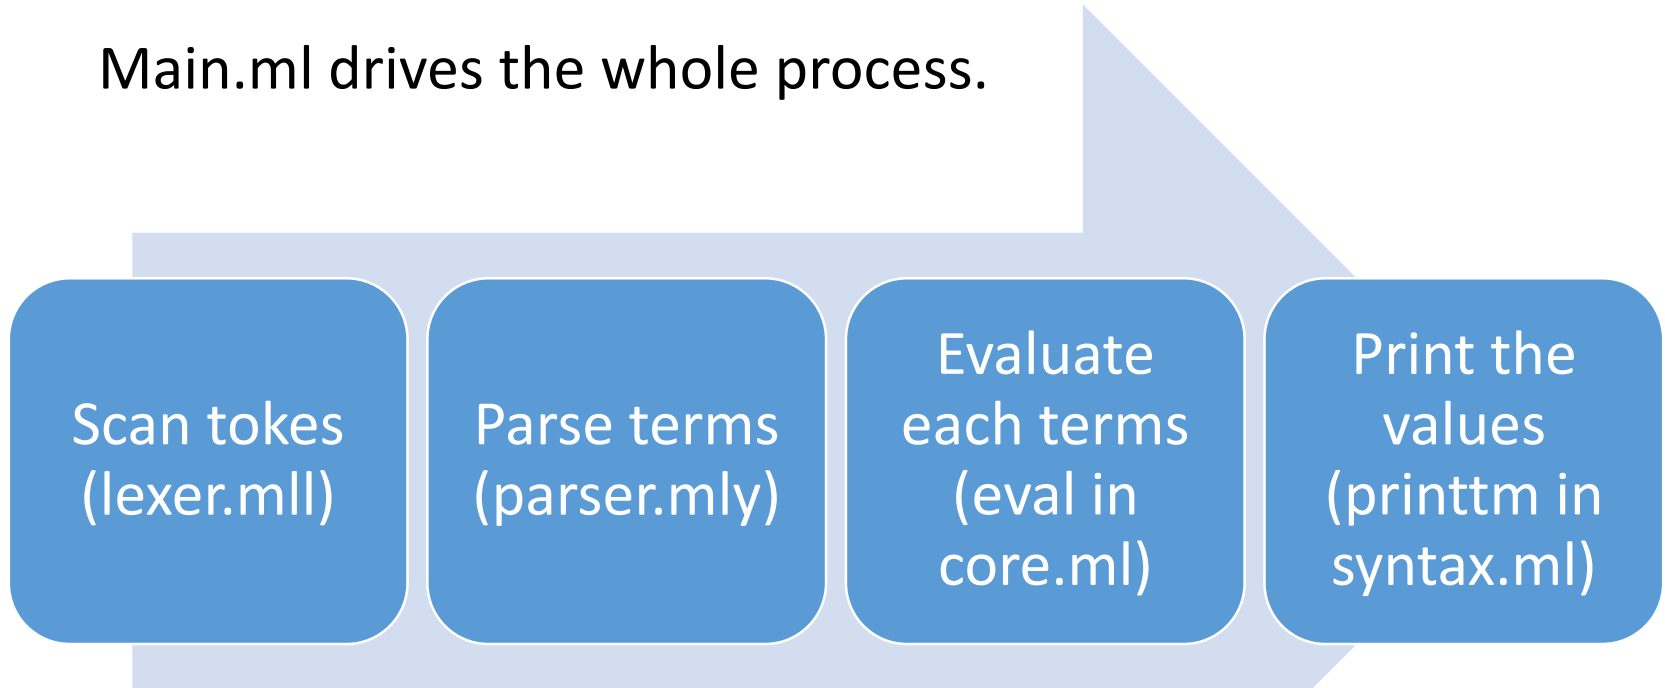 Main.ml drives the whole process.
Scan tokes
(lexer.mll)
Parse terms
(parser.mly)
Evaluate
each terms
(eval in
core.ml)
Print the
values
(printtm in
syntax.ml)